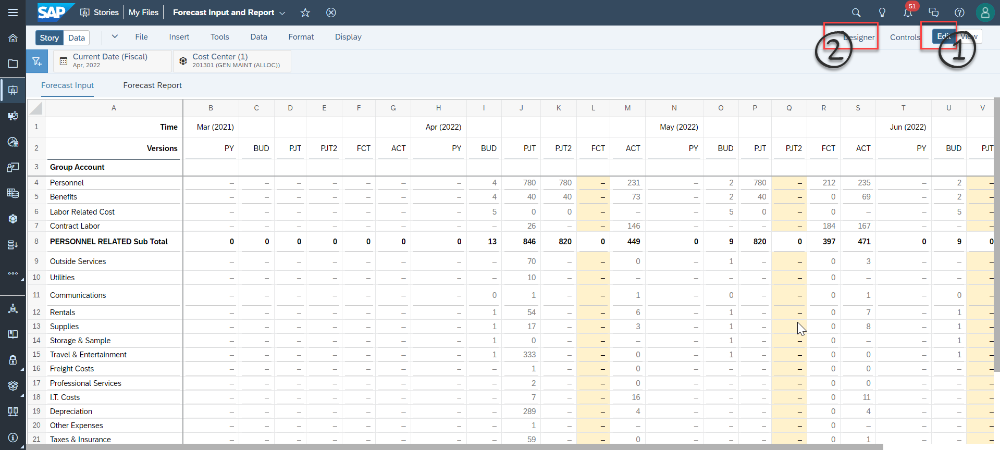 SAP Stories My Files Forecast Input and Report 51
Story Data File Insert Tools Data Format Display Designer Controls Edit View
2 1
Current Date (Fiscal) Cost Center (1)
Apr, 2022 201301 (GEN MAINT (ALLOC))
Forecast Input Forecast Report
A B C D E F G H I J K L M N O P Q R S T U V
1 Time Mar (2021) Apr (2022) May (2022) Jun (2022)
2 Versions PY BUD PJT PJT2 FCT ACT PY BUD PJT PJT2 FCT ACT PY BUD PJT PJT2 FCT ACT PY BUD PJT
3 Group Account
4 Personnel – – – – – – – 4 780 780 – 231 – 2 780 – 212 235 – 2 –
5 Benefits – – – – – – – 4 40 40 – 73 – 2 40 – 0 69 – 2 –
6 Labor Related Cost – – – – – – – 5 0 0 – – – 5 0 – 0 – – 5 –
7 Contract Labor – – – – – – – – 26 – – 146 – – – – 184 167 – – –
8 PERSONNEL RELATED Sub Total 0 0 0 0 0 0 0 13 846 820 0 449 0 9 820 0 397 471 0 9 0
9 Outside Services – – – – – – – – 70 – – 0 – 1 – – 0 3 – – –
10 Utilities – – – – – – – – 10 – – – – – – – 0 – – – –
11 Communications – – – – – – – 0 1 – – 1 – 0 – – 0 1 – 0 –
12 Rentals – – – – – – – 1 54 – – 6 – 1 – – 0 7 – 1 –
13 Supplies – – – – – – – 1 17 – – 3 – 1 – – 0 8 – 1 –
14 Storage & Sample – – – – – – – 1 0 – – – – 1 – – 0 – – 1 –
15 Travel & Entertainment – – – – – – – 1 333 – – 0 – 1 – – 0 0 – 1 –
16 Freight Costs – – – – – – – – 1 – – 0 – – – – 0 0 – – –
17 Professional Services – – – – – – – – 2 – – 0 – – – – 0 0 – – –
18 I.T. Costs – – – – – – – – 7 – – 16 – – – – 0 11 – – –
19 Depreciation – – – – – – – – 289 – – 4 – – – – 0 4 – – –
20 Other Expenses – – – – – – – – 1 – – – – – – – 0 – – – –
21 Taxes & Insurance – – – – – – – – 59 – – 0 – – – – 0 1 – – –